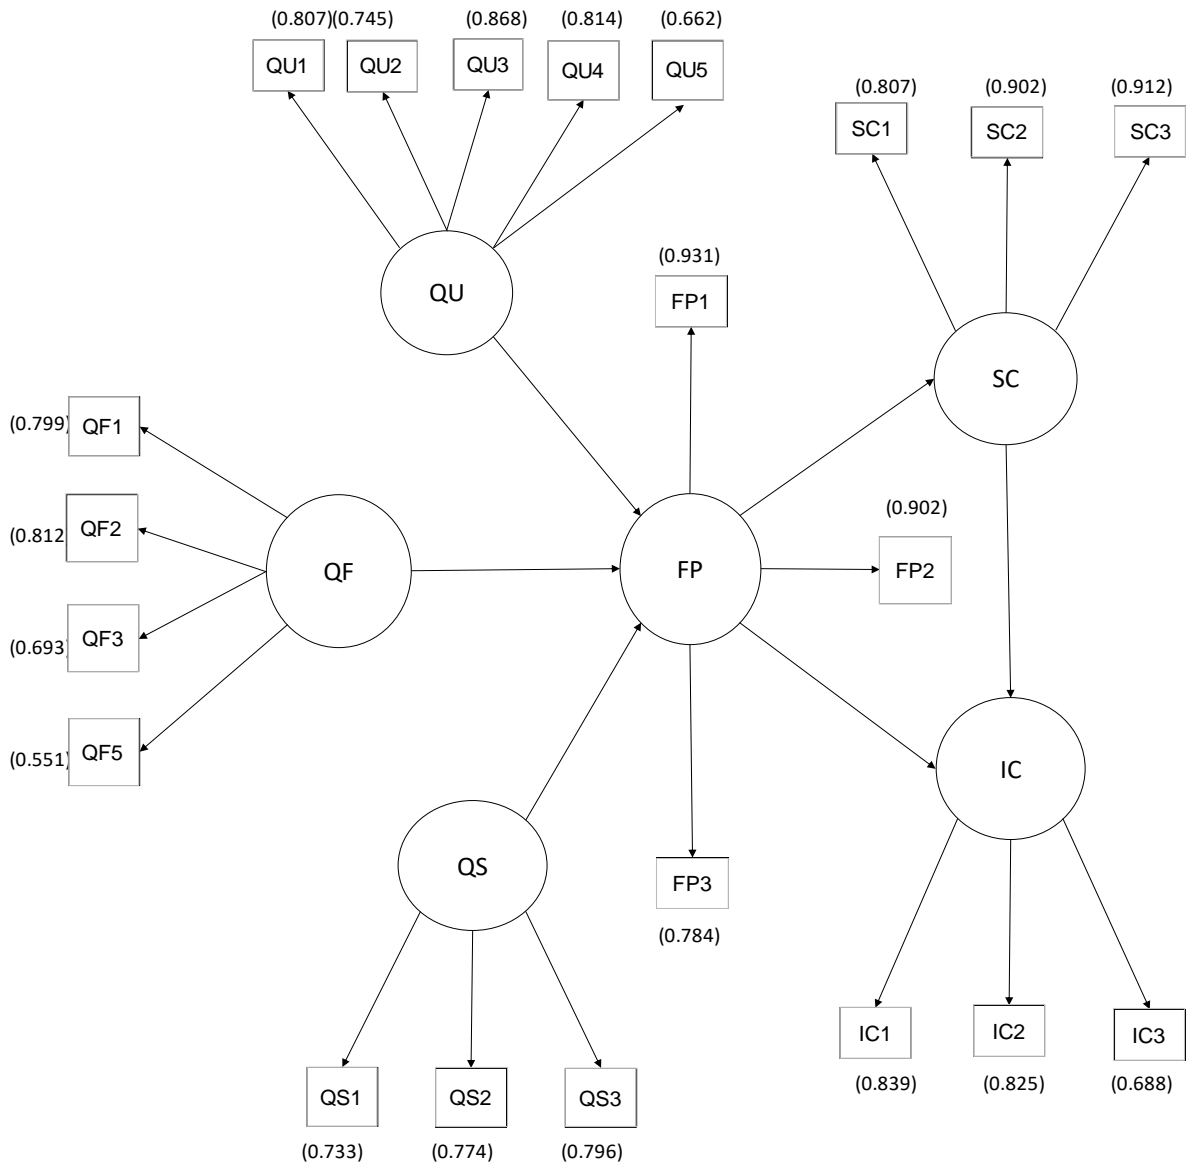 (0.807)(0.745) (0.868) (0.814) (0.662)
QU1 QU2 QU3 QU4 QU5
(0.807) (0.902) (0.912)
SC1 SC2 SC3
QU
(0.931)
FP1
SC
(0.799) QF1
(0.812 QF2
(0.902)
FP2
QF
FP
(0.693) QF3
(0.551) QF5
IC
QS
FP3
(0.784)
IC1 IC2 IC3
(0.839) (0.825) (0.688)
QS1 QS2 QS3
(0.733) (0.774) (0.796)